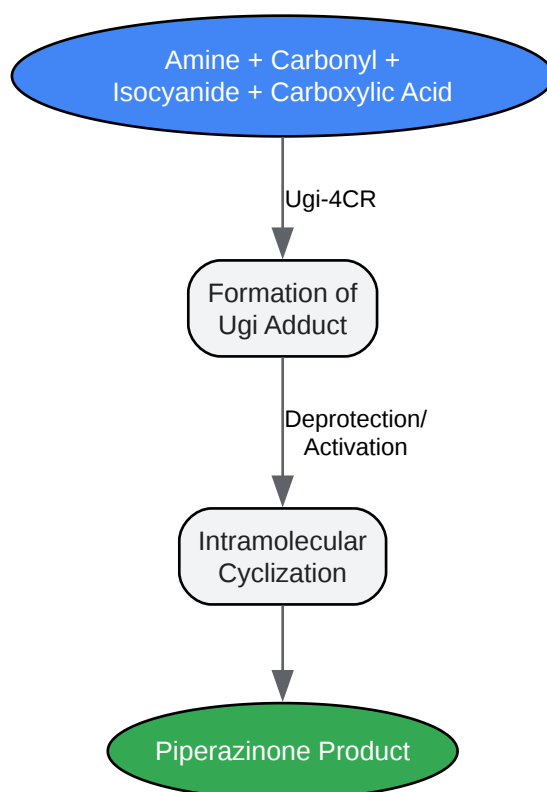 Amine + Carbonyl +
Isocyanide + Carboxylic Acid
Ugi-4CR
Formation of
Ugi Adduct
Deprotection/
Activation
Intramolecular
Cyclization
Piperazinone Product